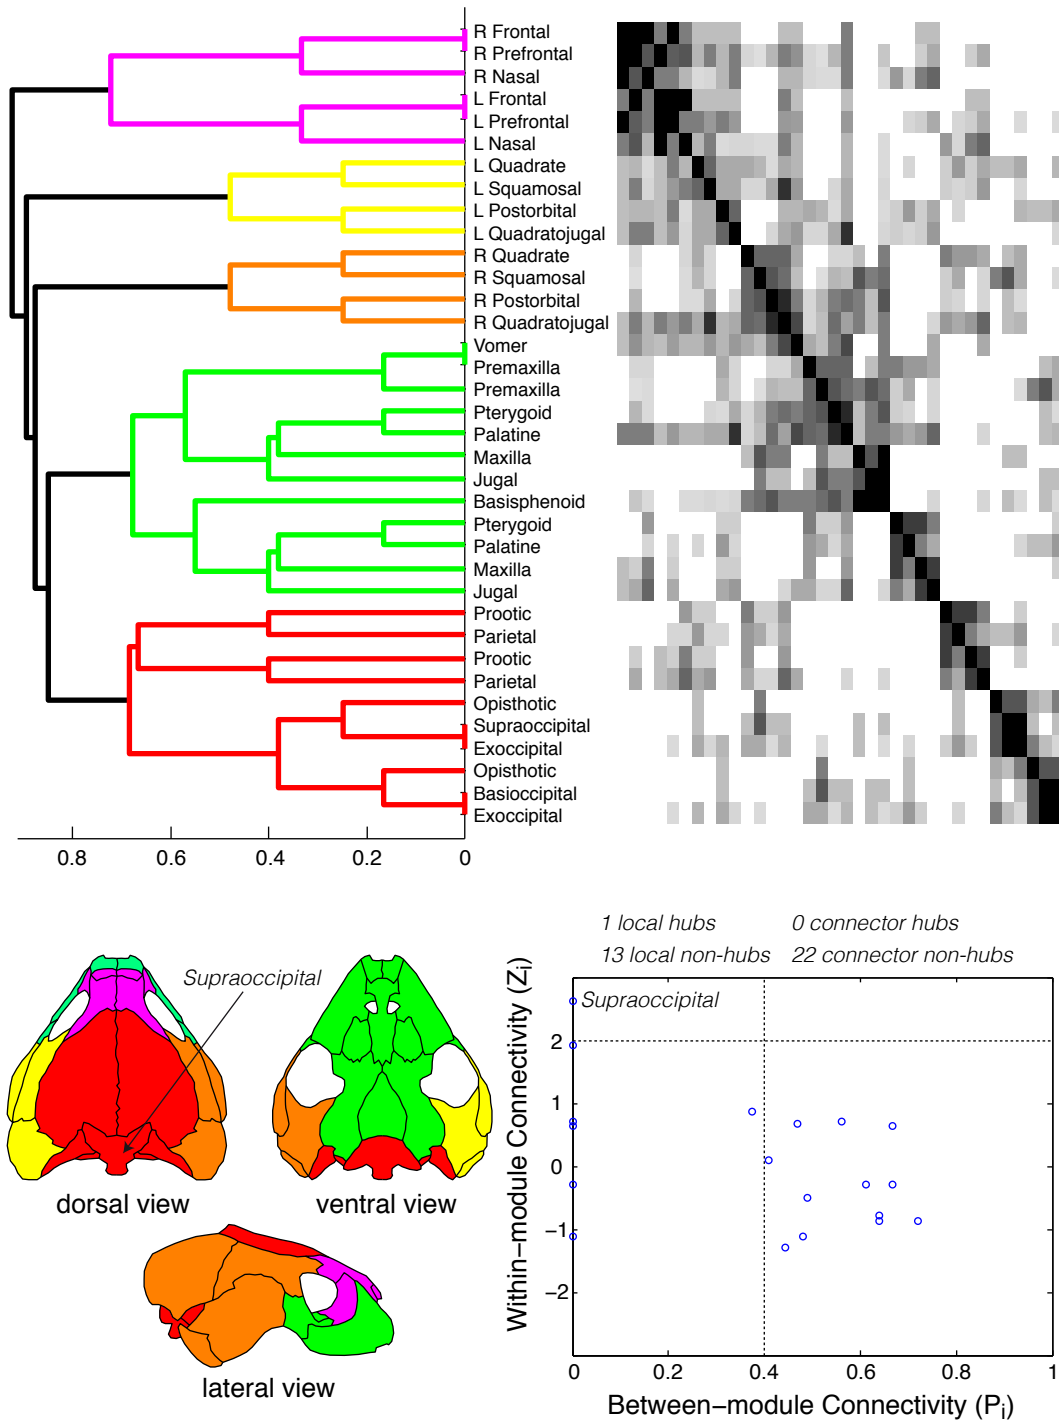 R Frontal
R Prefrontal
R Nasal
L Frontal
L Prefrontal
L Nasal
L Quadrate
L Squamosal
L Postorbital
L Quadratojugal
R Quadrate
R Squamosal
R Postorbital
R Quadratojugal
Vomer
Premaxilla
Premaxilla
Pterygoid
Palatine
Maxilla
Jugal
Basisphenoid
Pterygoid
Palatine
Maxilla
Jugal
Prootic
Parietal
Prootic
Parietal
Opisthotic
Supraoccipital
Exoccipital
Opisthotic
Basioccipital
Exoccipital
0.8 0.6 0.4 0.2 0
Supraoccipital
dorsal view
ventral view
lateral view
1 local hubs 0 connector hubs
13 local non-hubs 22 connector non-hubs
Supraoccipital
Within−module Connectivity (Zi)
2
1
0
−1
−2
0 0.2 0.4 0.6 0.8 1
Between−module Connectivity (Pi)